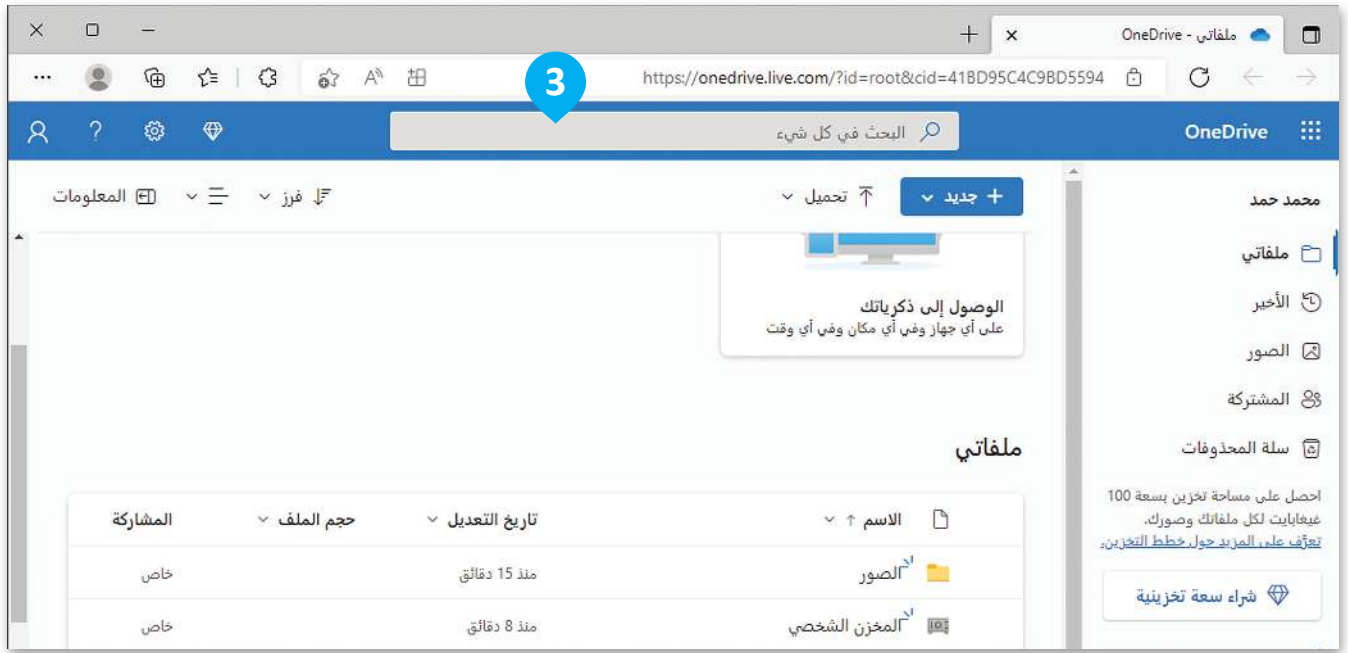 ملفاتي - OneDrive
https://onedrive.live.com/?id=root&cid=41BD95C4C9BD5594
3
OneDrive
البحث في كل شيء
?
محمد حمد
ملفاتي
الأخير
الصور
المشتركة
سلة المحذوفات
احصل على مساحة تخزين بسعة 100
غيغابايت لكل ملفاتك وصورك.
تعرَّف على المزيد حول خطط التخزين.
شراء سعة تخزينية
+ جديد
تحميل
فرز
المعلومات
الوصول إلى ذكرياتك
على أي جهاز وفي أي مكان وفي أي وقت
ملفاتي
الاسم ↑ تاريخ التعديل حجم الملف المشاركة
الصور منذ 15 دقائق خاص
المخزن الشخصي منذ 8 دقائق خاص